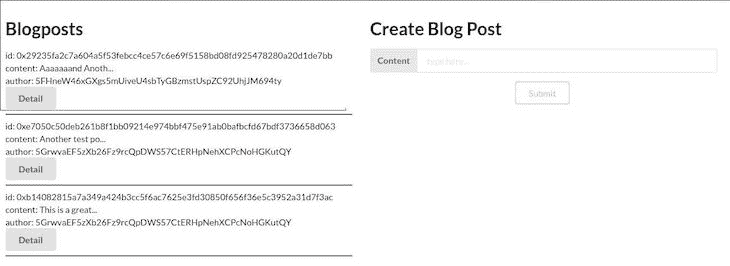 Blogposts
id: 0x29235fa2c7a604a5f53febcc4ce57c6e69f5158bd08fd925478280a20d1de7bb
content: Aaaaaaand Anoth...
author: 5FHneW46xGXgs5mUiveU4sbTyGBzmstUspZC92UhjJM694ty
Detail
id: 0xe7050c50deb261b8f1bb09214e974bbf475e91ab0bafbcfd67bdf3736658d063
content: Another test po...
author: 5GrwvaEF5zXb26Fz9rcQpDWS57CtERHpNehXCPcNoHGKutQY
Detail
id: 0xb14082815a7a349a424b3cc5f6ac7625e3fd30850f656f36e5c3952a31d7f3ac
content: This is a great...
author: 5GrwvaEF5zXb26Fz9rcQpDWS57CtERHpNehXCPcNoHGKutQY
Detail
Create Blog Post
Content type here...
Submit